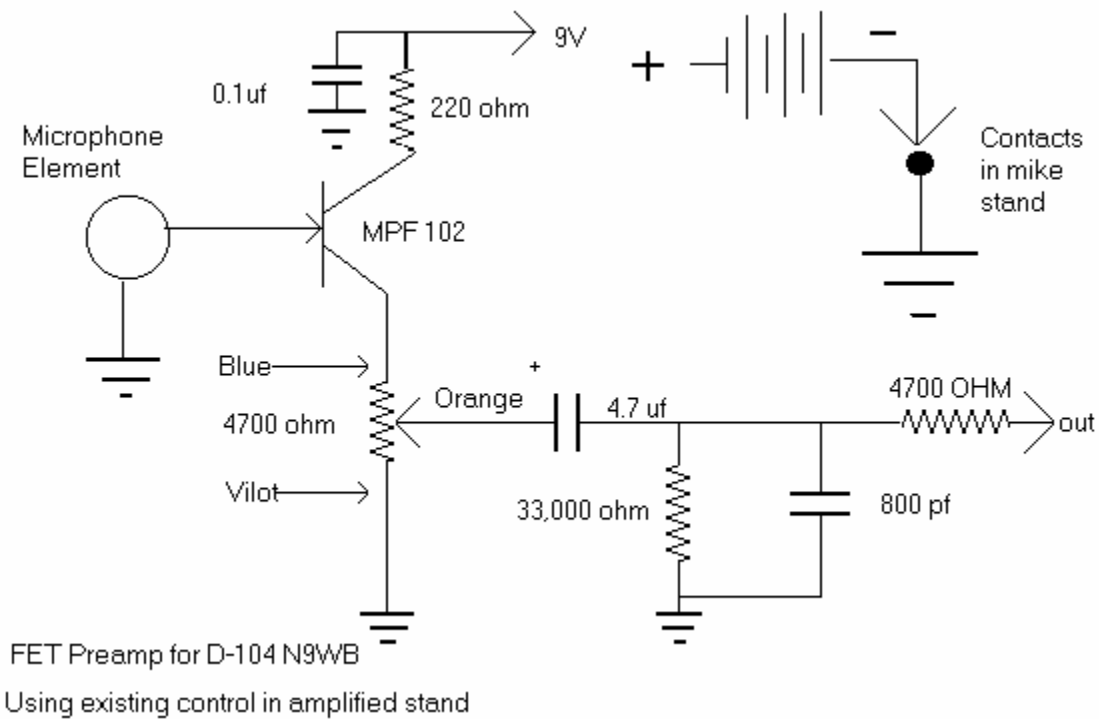 9V
+
−
0.1uf
220 ohm
Microphone
Element
Contacts
in mike
stand
MPF 102
Blue
+
Orange
4700 OHM
4.7 uf
4700 ohm
out
Vilot
33,000 ohm
800 pf
FET Preamp for D-104 N9WB
Using existing control in amplified stand